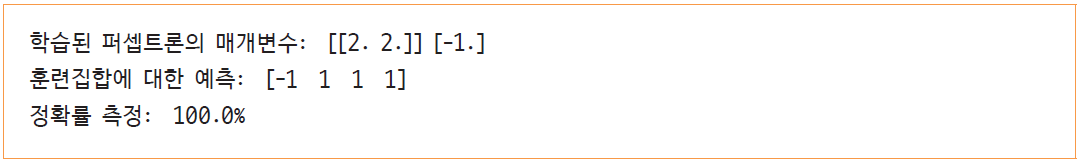 학습된 퍼셉트론의 매개변수: [[2. 2.]] [-1.]
훈련집합에 대한 예측: [-1 1 1 1]
정확률 측정: 100.0%